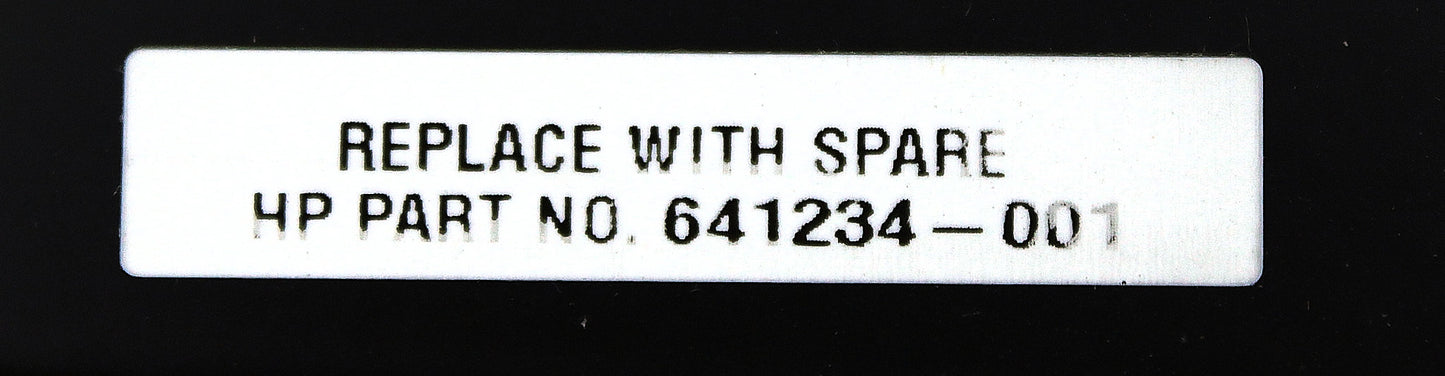 REPLACE WITH SPARE
HP PART NO. 641234-001